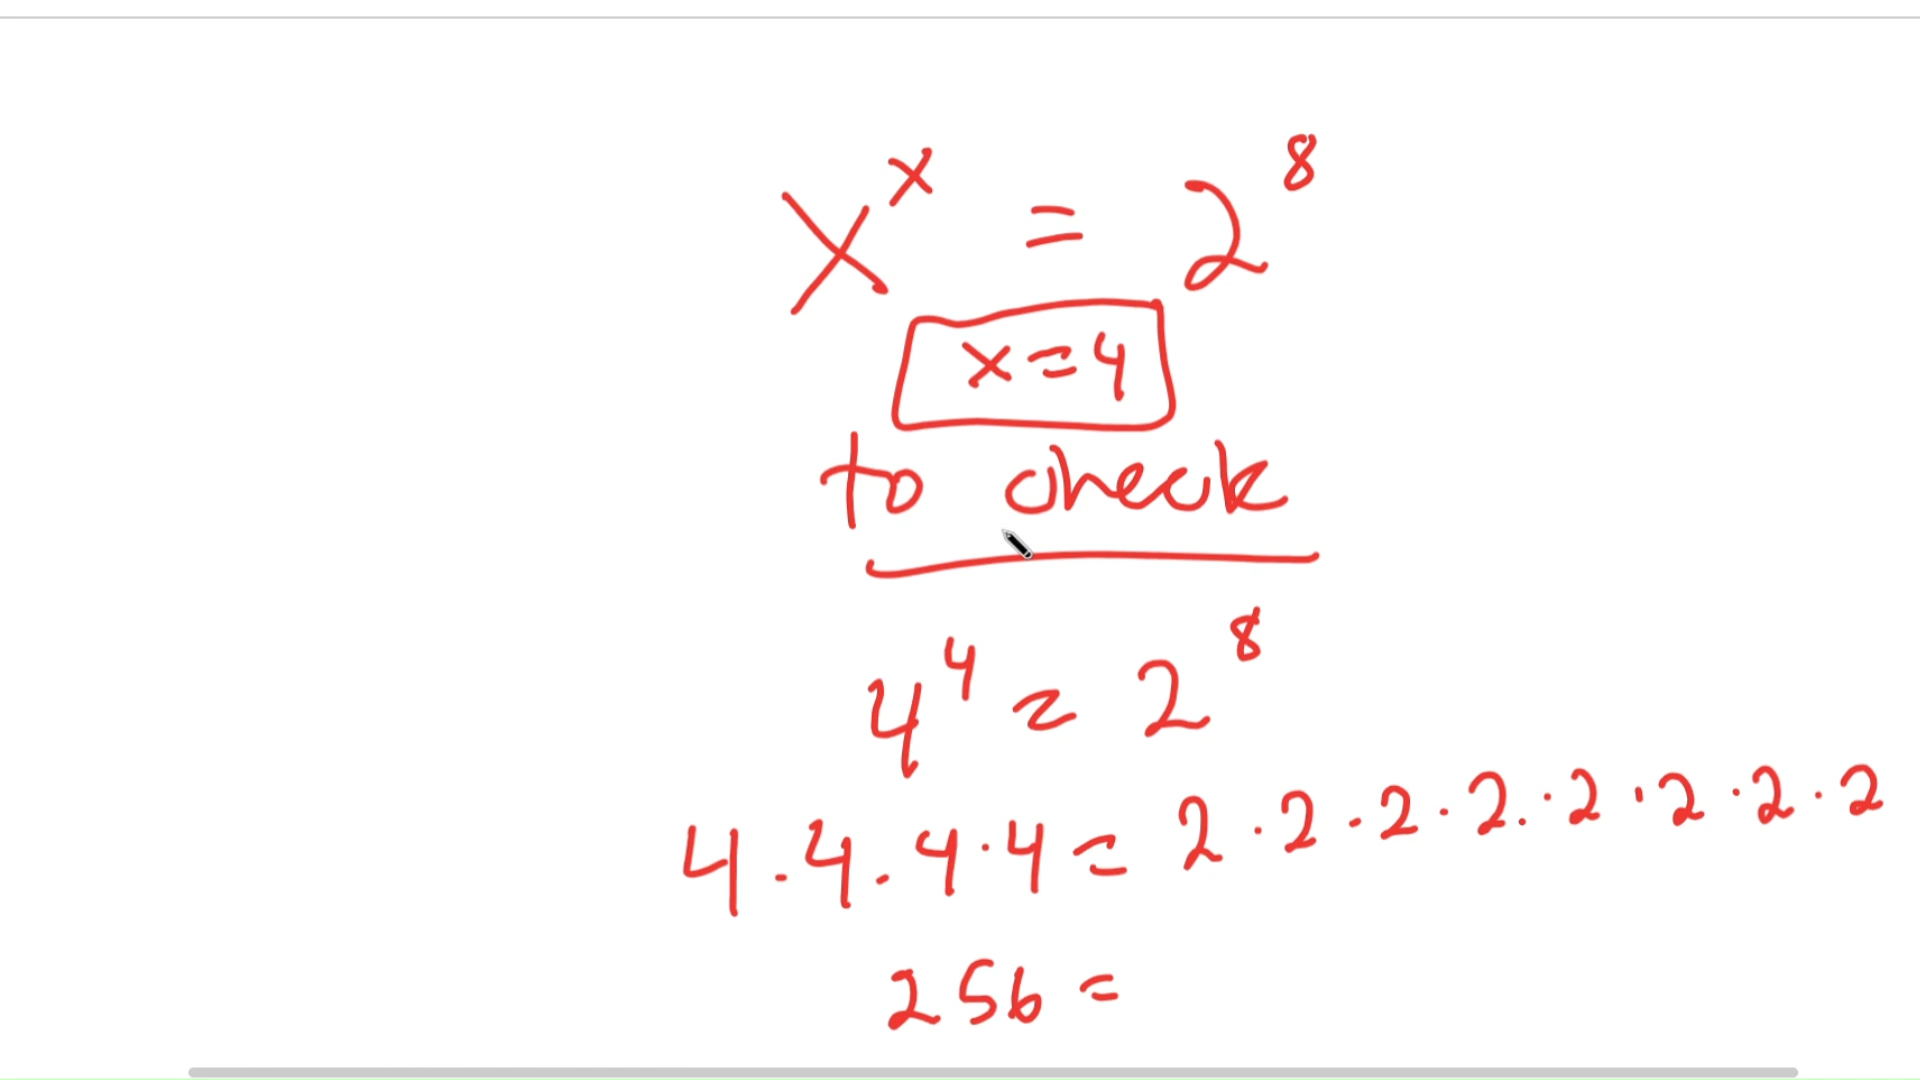 x^x = 2^8
x = 4
to check
4^4 = 2^8
4 · 4 · 4 · 4 = 2 · 2 · 2 · 2 · 2 · 2 · 2 · 2
256 =